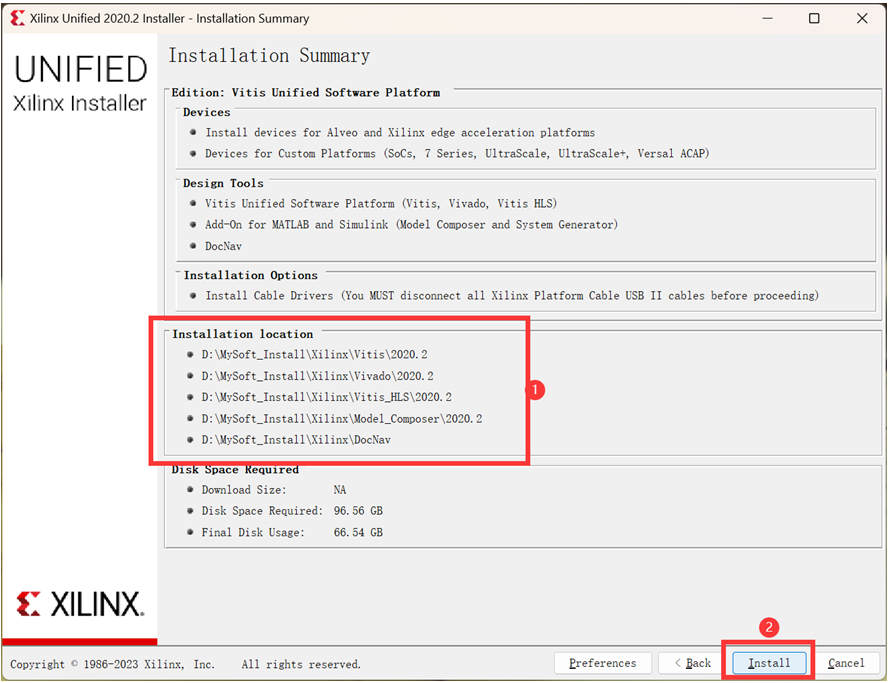 Xilinx Unified 2020.2 Installer - Installation Summary
UNIFIED
Xilinx Installer
Installation Summary
Edition: Vitis Unified Software Platform
Devices
Install devices for Alveo and Xilinx edge acceleration platforms
Devices for Custom Platforms (SoCs, 7 Series, UltraScale, UltraScale+, Versal ACAP)
Design Tools
Vitis Unified Software Platform (Vitis, Vivado, Vitis HLS)
Add-On for MATLAB and Simulink (Model Composer and System Generator)
DocNav
Installation Options
Install Cable Drivers (You MUST disconnect all Xilinx Platform Cable USB II cables before proceeding)
Installation location
D:\MySoft_Install\Xilinx\Vitis\2020.2
D:\MySoft_Install\Xilinx\Vivado\2020.2
D:\MySoft_Install\Xilinx\Vitis_HLS\2020.2
D:\MySoft_Install\Xilinx\Model_Composer\2020.2
D:\MySoft_Install\Xilinx\DocNav
1
Disk Space Required
Download Size: NA
Disk Space Required: 96.56 GB
Final Disk Usage: 66.54 GB
XILINX.
2
Copyright © 1986-2023 Xilinx, Inc. All rights reserved.
Preferences
< Back
Install
Cancel